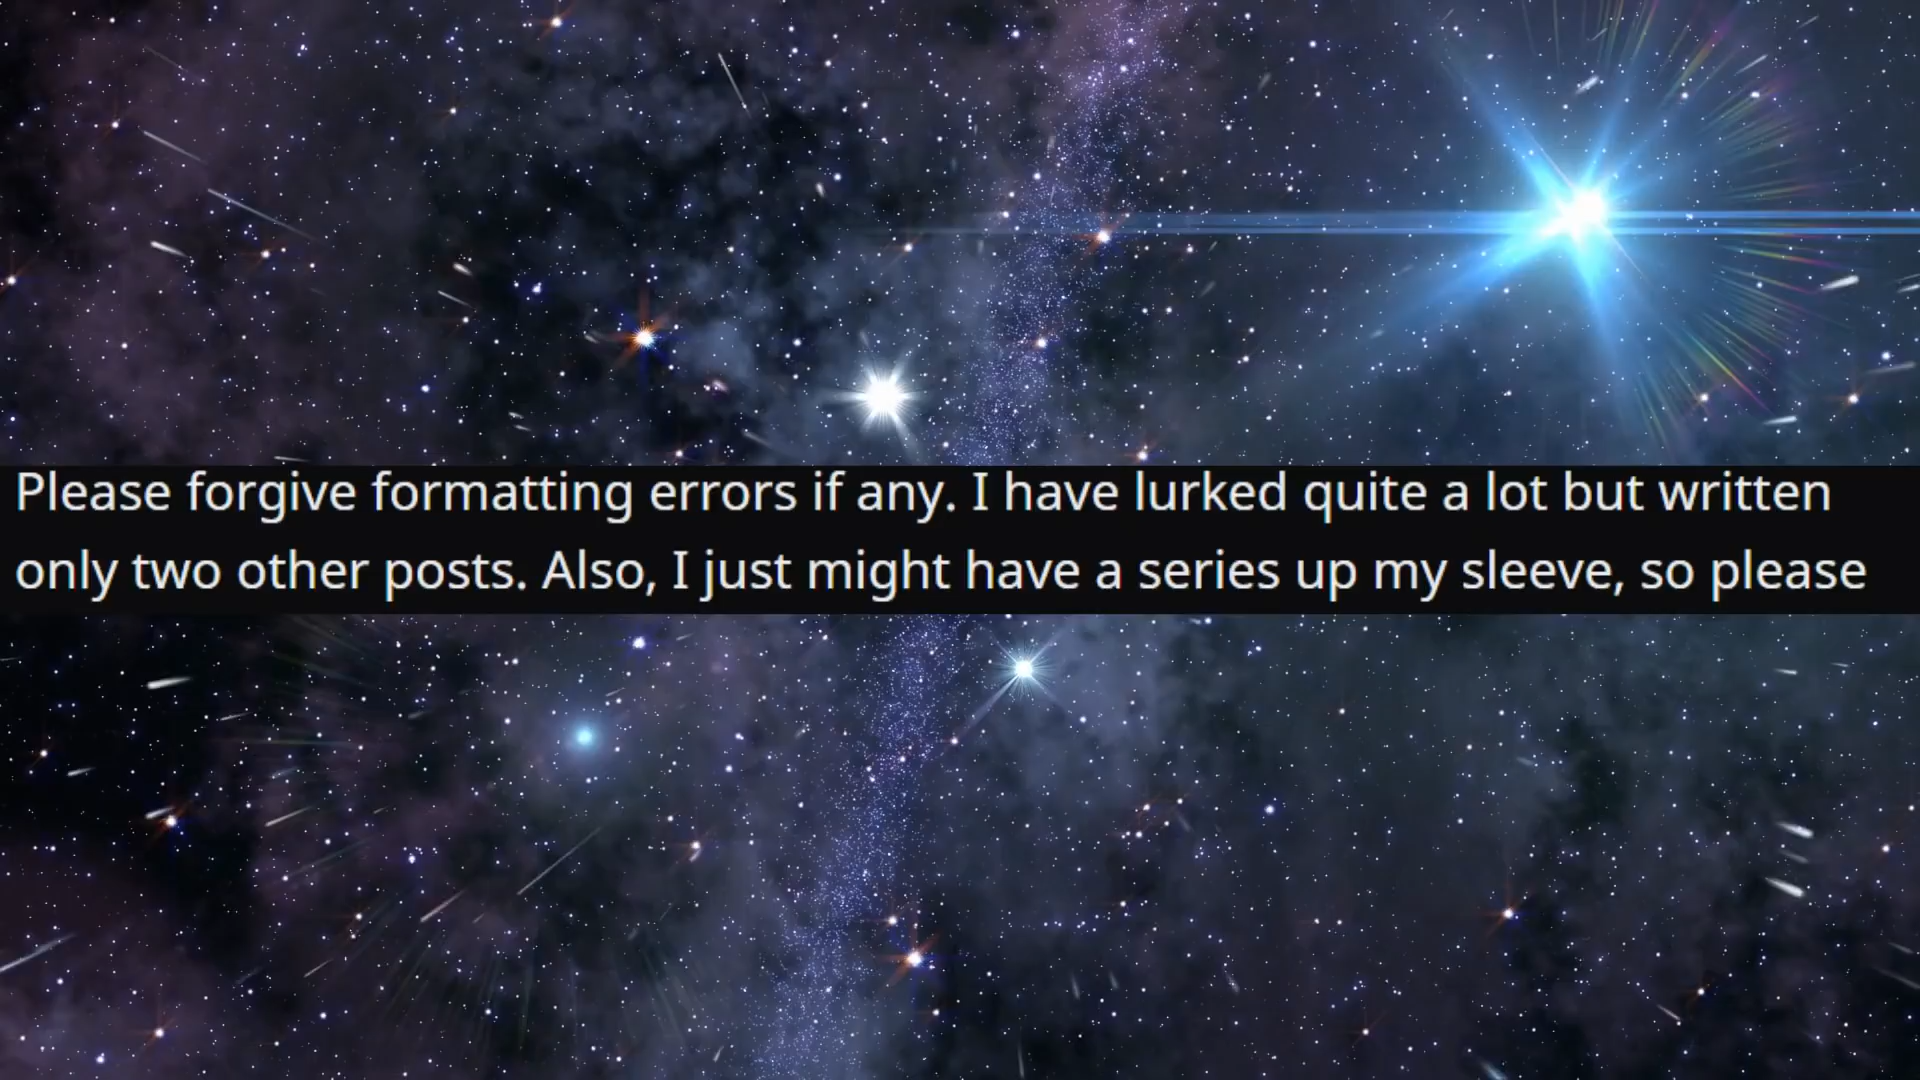 Please forgive formatting errors if any. I have lurked quite a lot but written
only two other posts. Also, I just might have a series up my sleeve, so please